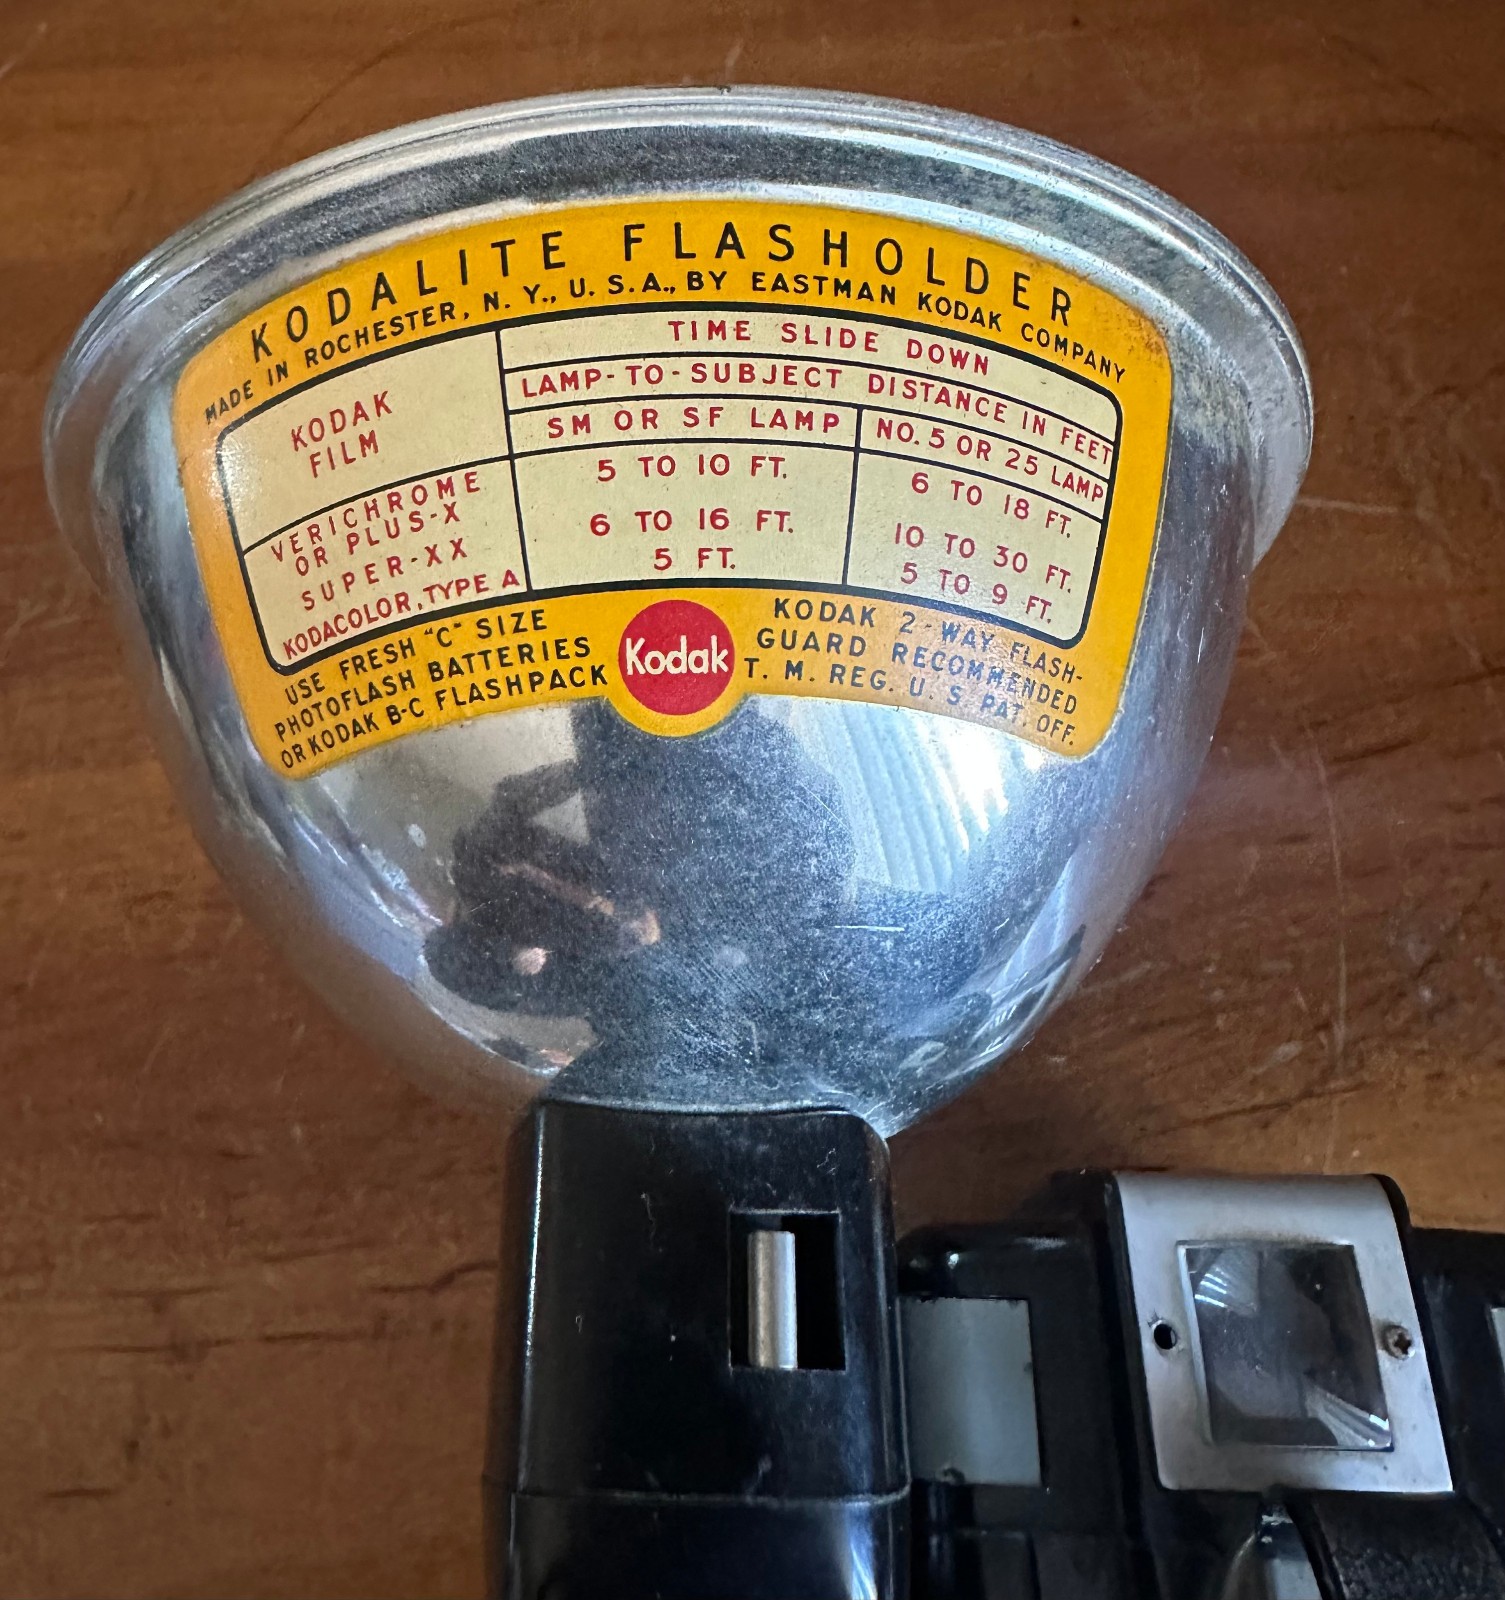 KODALITE FLASHOLDER
MADE IN ROCHESTER, N. Y., U. S. A., BY EASTMAN KODAK COMPANY
TIME SLIDE DOWN
KODAK
FILM
LAMP-TO-SUBJECT DISTANCE IN FEET
SM OR SF LAMP
NO. 5 OR 25 LAMP
VERICHROME
OR PLUS-X
5 TO 10 FT.
6 TO 18 FT.
SUPER-XX
6 TO 16 FT.
10 TO 30 FT.
KODACOLOR, TYPE A
5 FT.
5 TO 9 FT.
USE FRESH "C" SIZE
PHOTOFLASH BATTERIES
OR KODAK B-C FLASHPACK
Kodak
KODAK 2-WAY FLASH-
GUARD RECOMMENDED
T. M. REG. U. S. PAT. OFF.